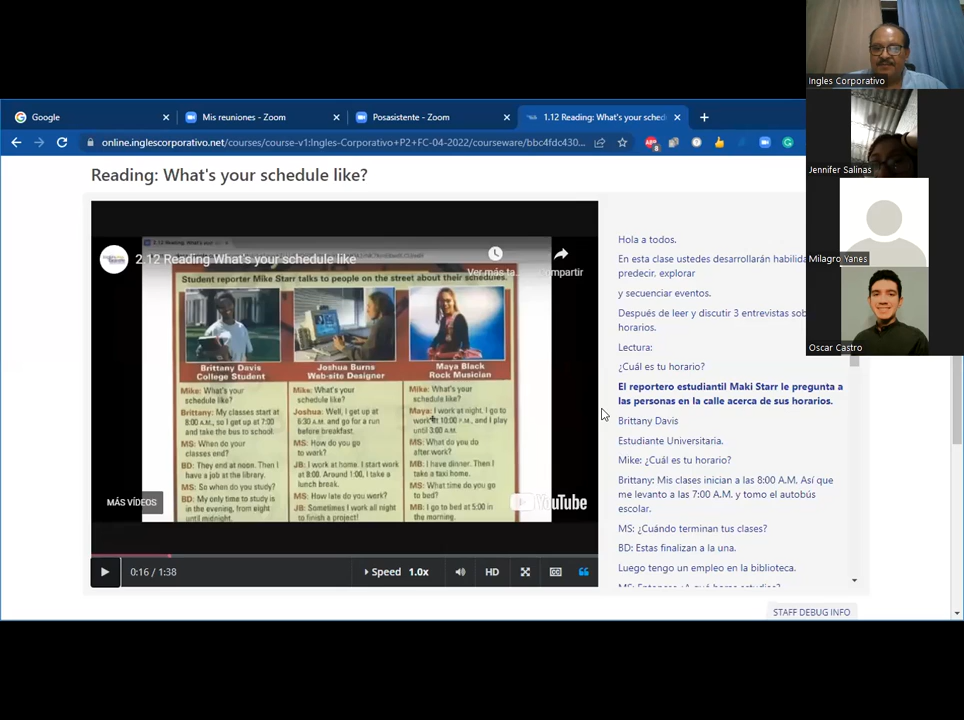 Ingles Corporativo
Jennifer Salinas
Milagro Yanes
Oscar Castro
Google
Mis reuniones - Zoom
Posasistente - Zoom
1.12 Reading: What's your sched
online.inglescorporativo.net/courses/course-v1:Ingles-Corporativo+P2+FC-04-2022/courseware/bbc4fdc430...
Reading: What's your schedule like?
2.12 Reading What's your schedule like
Ver más ta...
Compartir
Student reporter Mike Starr talks to people on the street about their schedules.
Brittany Davis
College Student
Mike: What's your
schedule like?
Brittany: My classes start at
8:00 A.M., so I get up at 7:00
and take the bus to school.
MS: When do your
classes end?
BD: They end at noon. Then I
have a job at the library.
MS: So when do you study?
BD: My only time to study is
in the evening, from eight
until midnight.
Joshua Burns
Web-site Designer
Mike: What's your
schedule like?
Joshua: Well, I get up at
6:30 A.M. and go for a run
before breakfast.
MS: How do you go
to work?
JB: I work at home. I start work
at 8:00. Around 1:00, I take a
lunch break.
MS: How late do you work?
JB: Sometimes I work all night
to finish a project!
Maya Black
Rock Musician
Mike: What's your
schedule like?
Maya: I work at night. I go to
work at 10:00 P.M., and I play
until 3:00 A.M.
MS: What do you do
after work?
MB: I have dinner. Then I
take a taxi home.
MS: What time do you go
to bed?
MB: I go to bed at 5:00 in
the morning.
MÁS VÍDEOS
YouTube
0:16 / 1:38
Speed 1.0x
HD
Hola a todos.
En esta clase ustedes desarrollarán habilida
predecir. explorar
y secuenciar eventos.
Después de leer y discutir 3 entrevistas sob
horarios.
Lectura:
¿Cuál es tu horario?
El reportero estudiantil Maki Starr le pregunta a
las personas en la calle acerca de sus horarios.
Brittany Davis
Estudiante Universitaria.
Mike: ¿Cuál es tu horario?
Brittany: Mis clases inician a las 8:00 A.M. Así que
me levanto a las 7:00 A.M. y tomo el autobús
escolar.
MS: ¿Cuándo terminan tus clases?
BD: Estas finalizan a la una.
Luego tengo un empleo en la biblioteca.
STAFF DEBUG INFO